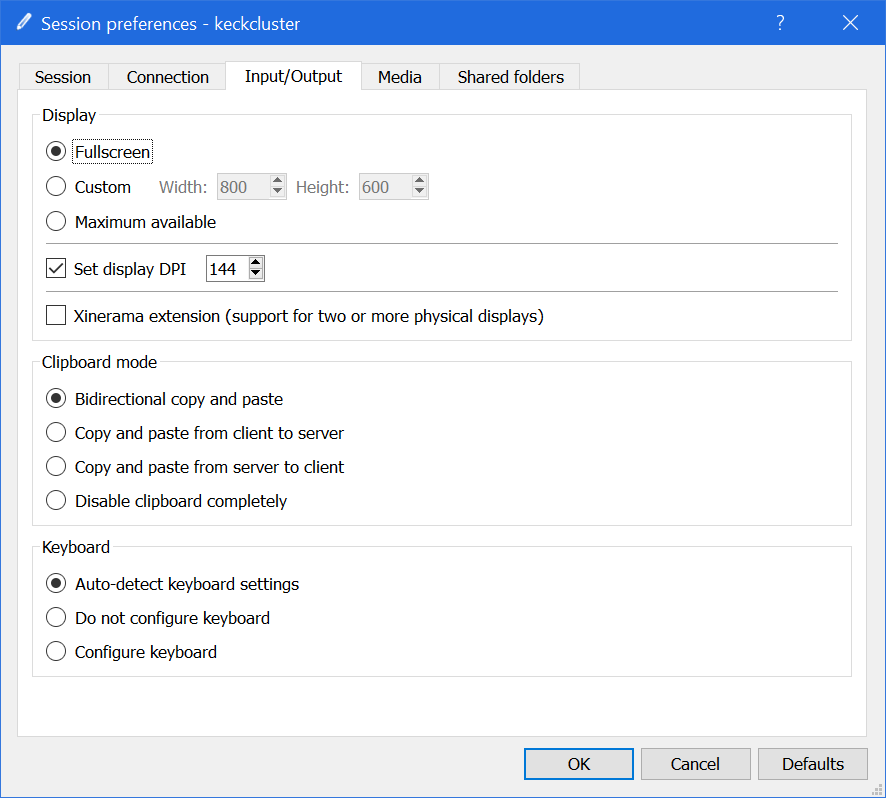 Session preferences - keckcluster ?
Session Connection Input/Output Media Shared folders
Display
Fullscreen
Custom Width: 800 Height: 600
Maximum available
Set display DPI 144
Xinerama extension (support for two or more physical displays)
Clipboard mode
Bidirectional copy and paste
Copy and paste from client to server
Copy and paste from server to client
Disable clipboard completely
Keyboard
Auto-detect keyboard settings
Do not configure keyboard
Configure keyboard
OK Cancel Defaults